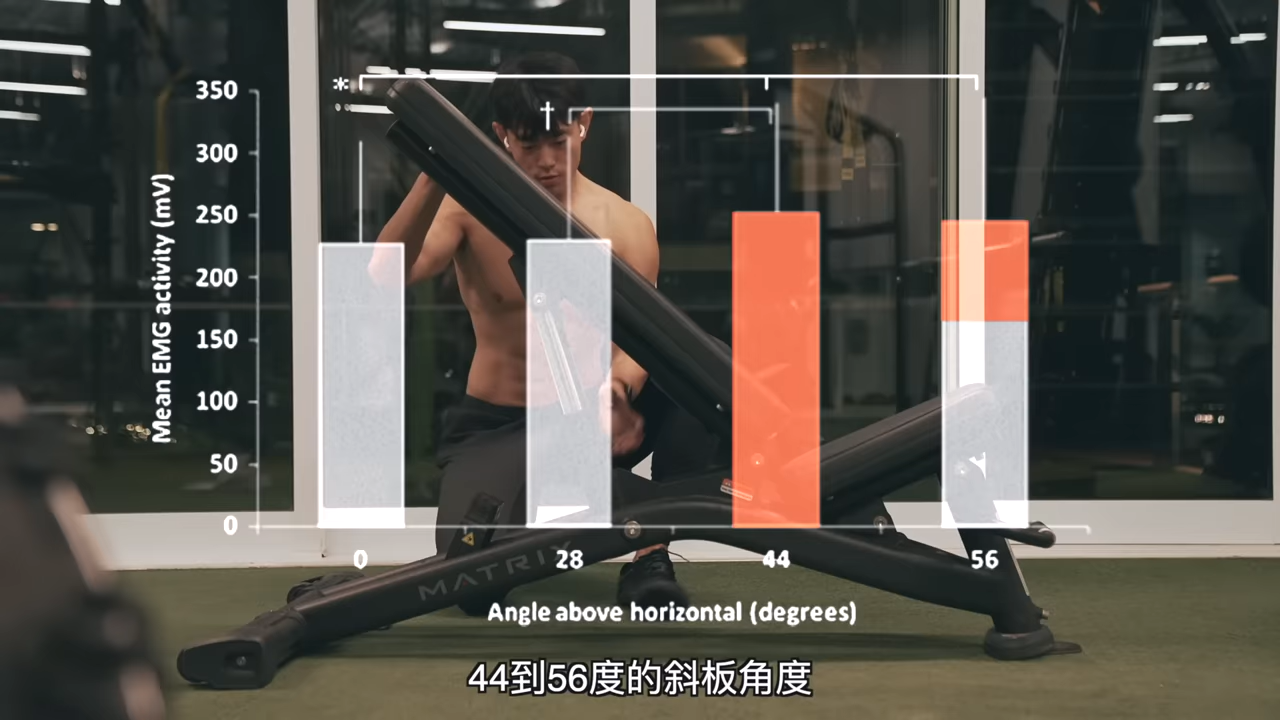 *
†
350
300
250
200
150
100
50
0
Mean EMG activity (mV)
0 28 44 56
Angle above horizontal (degrees)
MATRIX
44到56度的斜板角度